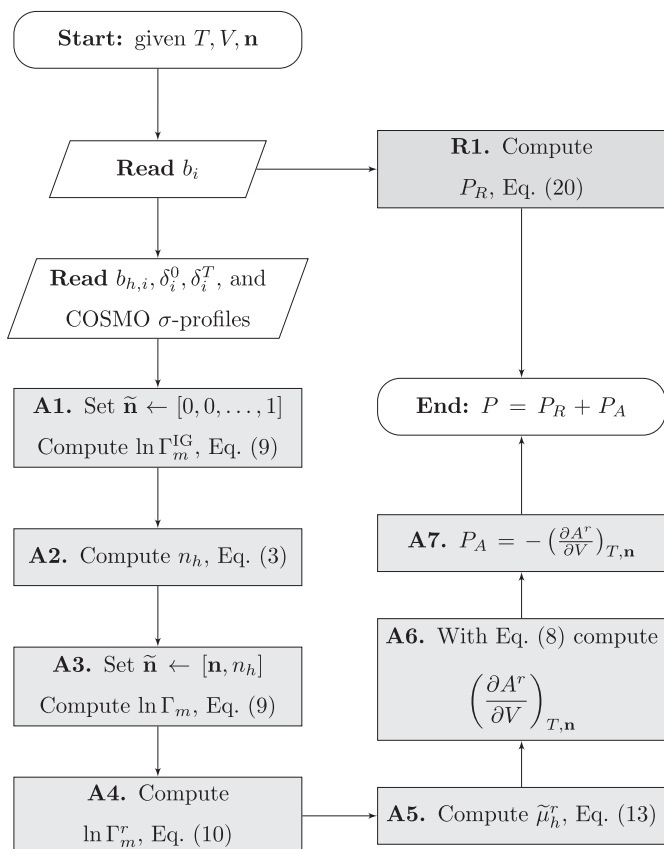 Start: given T, V, n
Read b_i
R1. Compute
P_R, Eq. (20)
Read b_{h,i}, δ_i^0, δ_i^T, and
COSMO σ-profiles
A1. Set ñ ← [0, 0, . . . , 1]
Compute ln Γ_m^{IG}, Eq. (9)
A2. Compute n_h, Eq. (3)
A3. Set ñ ← [n, n_h]
Compute ln Γ_m, Eq. (9)
A4. Compute
ln Γ_m^r, Eq. (10)
A5. Compute μ̃_h^r, Eq. (13)
A6. With Eq. (8) compute
(∂A^r/∂V)_{T,n}
A7. P_A = −(∂A^r/∂V)_{T,n}
End: P = P_R + P_A